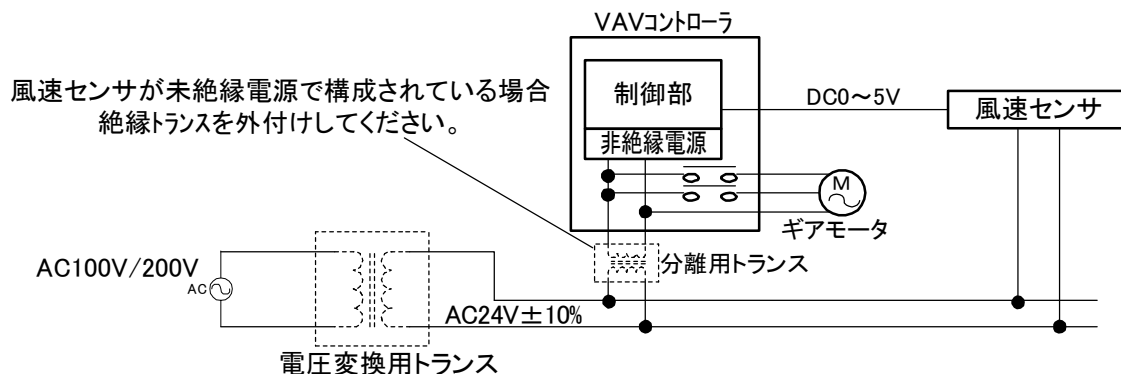 VAVコントローラ
風速センサが未絶縁電源で構成されている場合
絶縁トランスを外付けしてください。
制御部
DC0～5V
風速センサ
非絶縁電源
M
ギアモータ
分離用トランス
AC100V/200V
AC
AC24V±10%
電圧変換用トランス